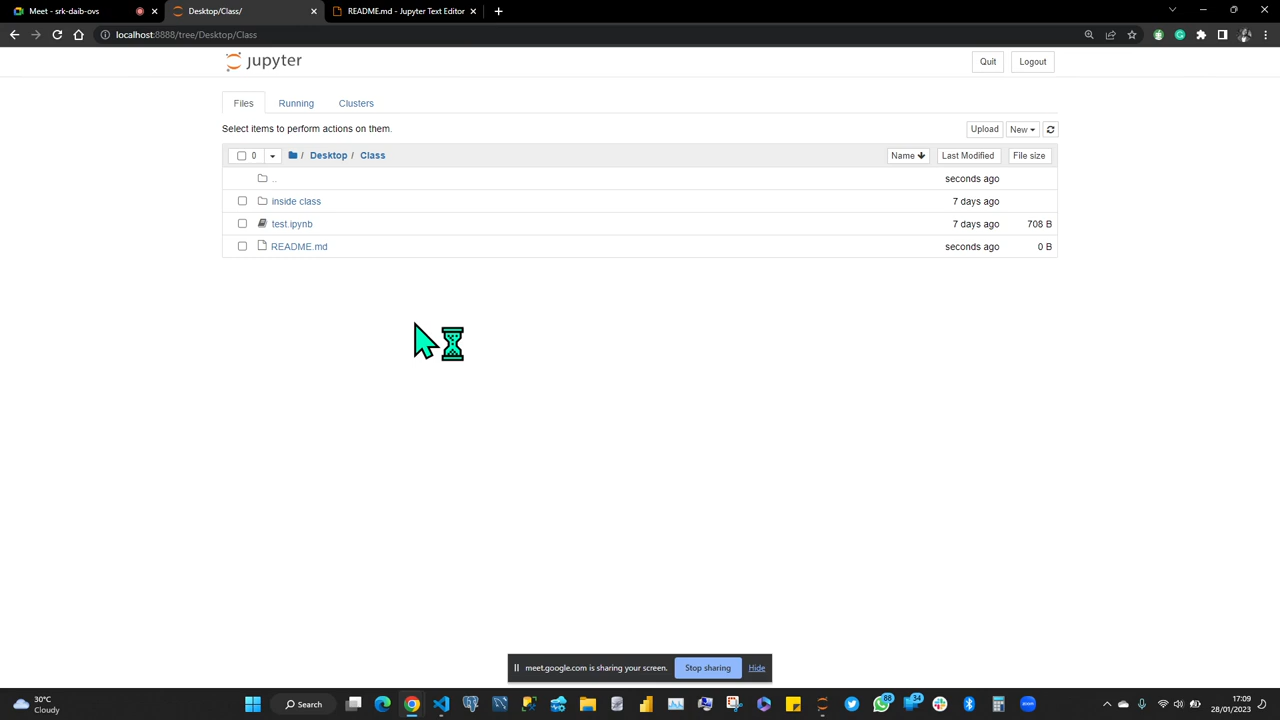 Meet - srk-daib-ovs
Desktop/Class/
README.md - Jupyter Text Editor
localhost:8888/tree/Desktop/Class
jupyter
Quit
Logout
Files
Running
Clusters
Select items to perform actions on them.
Upload
New
0
/ Desktop / Class
Name
Last Modified
File size
..
seconds ago
inside class
7 days ago
test.ipynb
7 days ago
708 B
README.md
seconds ago
0 B
meet.google.com is sharing your screen.
Stop sharing
Hide
30°C
Cloudy
Search
88
34
zoom
17:09
28/01/2023